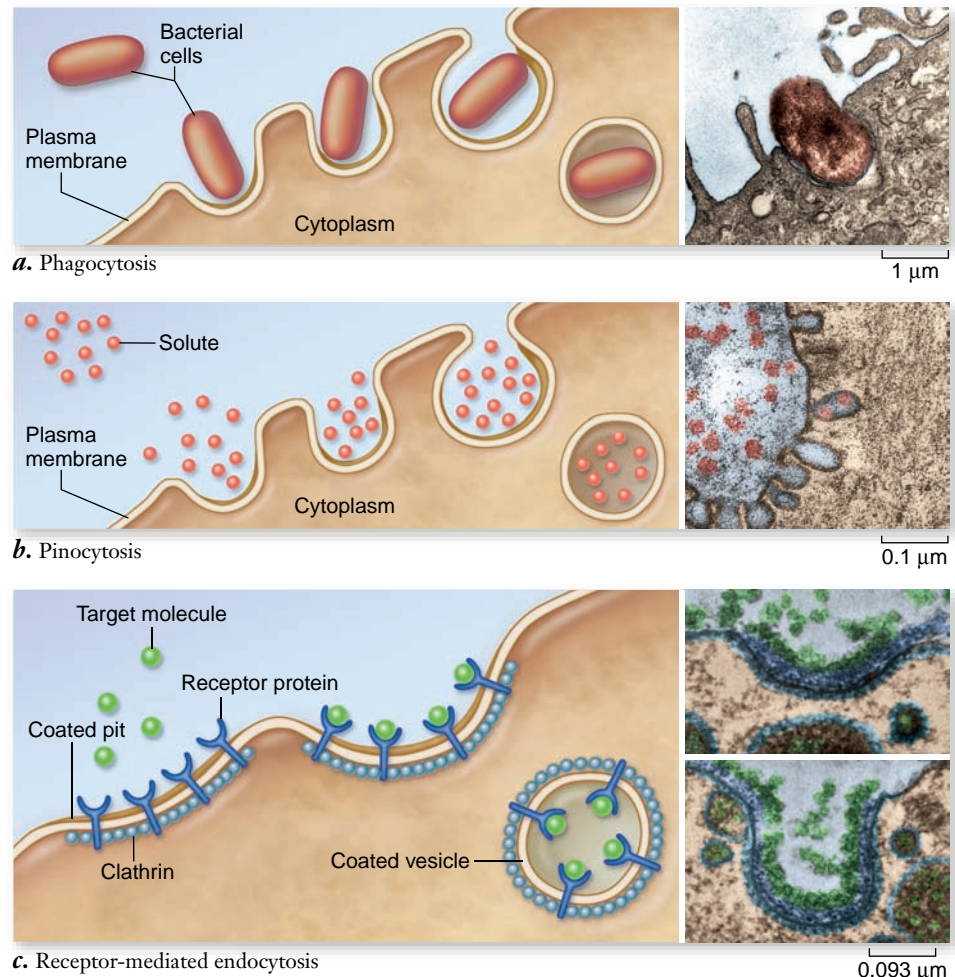 Bacterial
cells
Plasma
membrane
Cytoplasm
a. Phagocytosis
1 μm
Solute
Plasma
membrane
Cytoplasm
b. Pinocytosis
0.1 μm
Target molecule
Receptor protein
Coated pit
Clathrin
Coated vesicle
c. Receptor-mediated endocytosis
0.093 μm